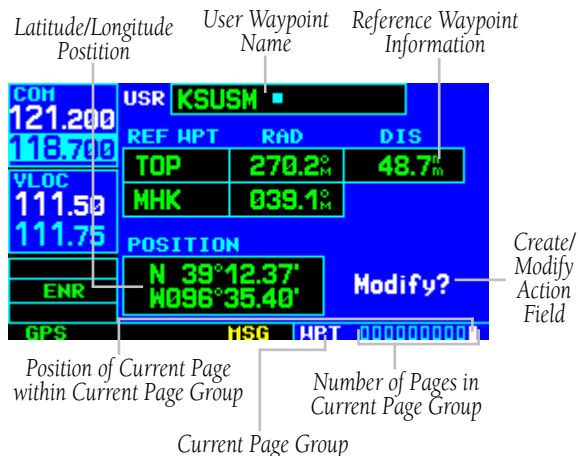 Latitude/Longitude
Postition
User Waypoint
Name
Reference Waypoint
Information
COM
121.200
118.700
VLOC
111.50
111.75
ENR
GPS
USR KSUSM
REF WPT RAD DIS
TOP 270.2°M 48.7nm
MHK 039.1°M
POSITION
N 39°12.37'
W096°35.40'
Modify?
MSG WPT
Create/
Modify
Action
Field
Position of Current Page
within Current Page Group
Number of Pages in
Current Page Group
Current Page Group